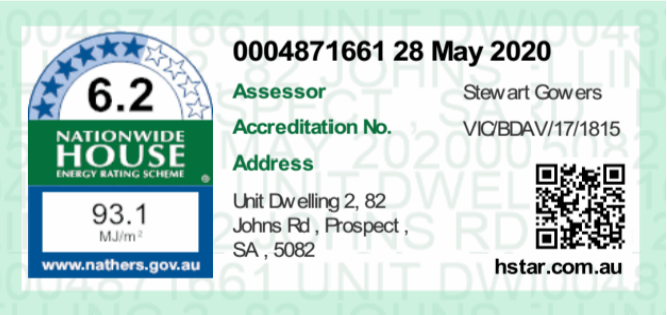 6.2
NATIONWIDE
HOUSE
ENERGY RATING SCHEME
93.1
MJ/m²
www.nathers.gov.au
0004871661 28 May 2020
Assessor Stewart Gowers
Accreditation No. VIC/BDAV/17/1815
Address
Unit Dwelling 2, 82
Johns Rd , Prospect ,
SA , 5082
hstar.com.au